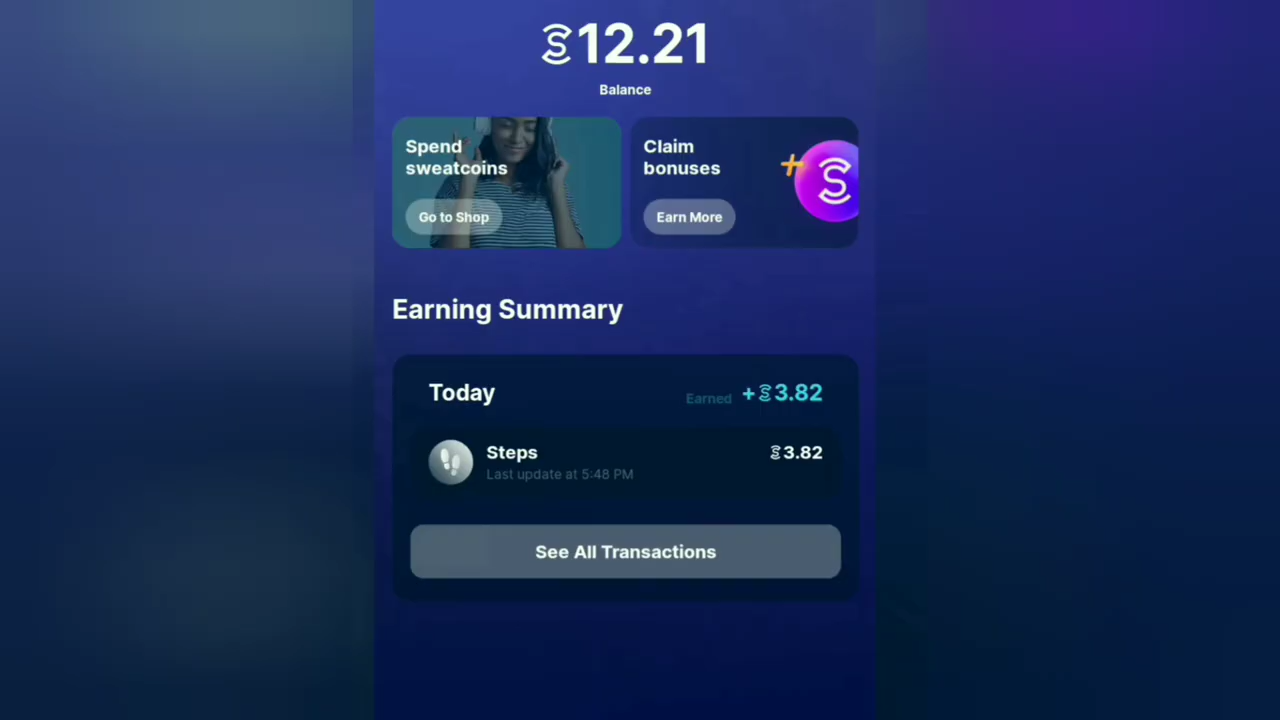 12.21
Balance
Spend
sweatcoins
Go to Shop
Claim
bonuses
Earn More
Earning Summary
Today
Earned +3.82
Steps
3.82
Last update at 5:48 PM
See All Transactions